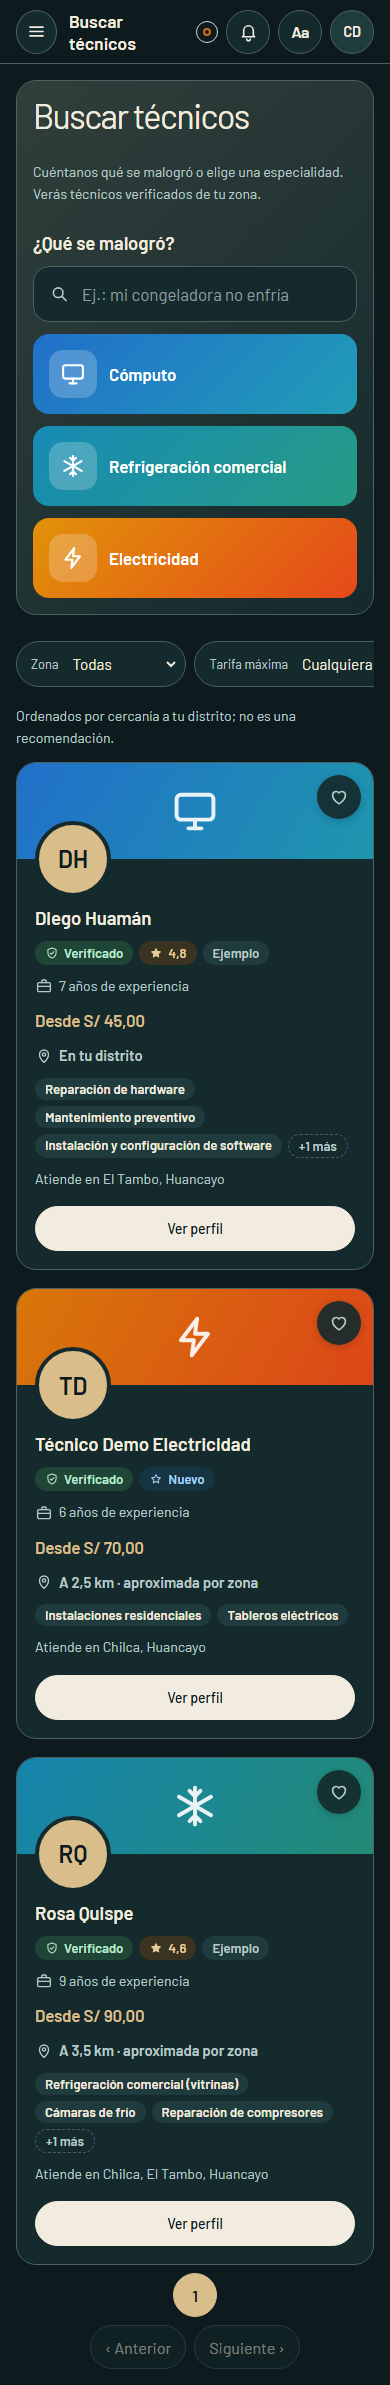 Buscar
técnicos
Aa
CD
Buscar técnicos
Cuéntanos qué se malogró o elige una especialidad.
Verás técnicos verificados de tu zona.
¿Qué se malogró?
Ej.: mi congeladora no enfría
Cómputo
Refrigeración comercial
Electricidad
Zona Todas
Tarifa máxima Cualquiera
Ordenados por cercanía a tu distrito; no es una
recomendación.
DH
Diego Huamán
Verificado 4,8 Ejemplo
7 años de experiencia
Desde S/ 45,00
En tu distrito
Reparación de hardware
Mantenimiento preventivo
Instalación y configuración de software +1 más
Atiende en El Tambo, Huancayo
Ver perfil
TD
Técnico Demo Electricidad
Verificado Nuevo
6 años de experiencia
Desde S/ 70,00
A 2,5 km · aproximada por zona
Instalaciones residenciales Tableros eléctricos
Atiende en Chilca, Huancayo
Ver perfil
RQ
Rosa Quispe
Verificado 4,6 Ejemplo
9 años de experiencia
Desde S/ 90,00
A 3,5 km · aproximada por zona
Refrigeración comercial (vitrinas)
Cámaras de frío Reparación de compresores
+1 más
Atiende en Chilca, El Tambo, Huancayo
Ver perfil
1
‹ Anterior Siguiente ›